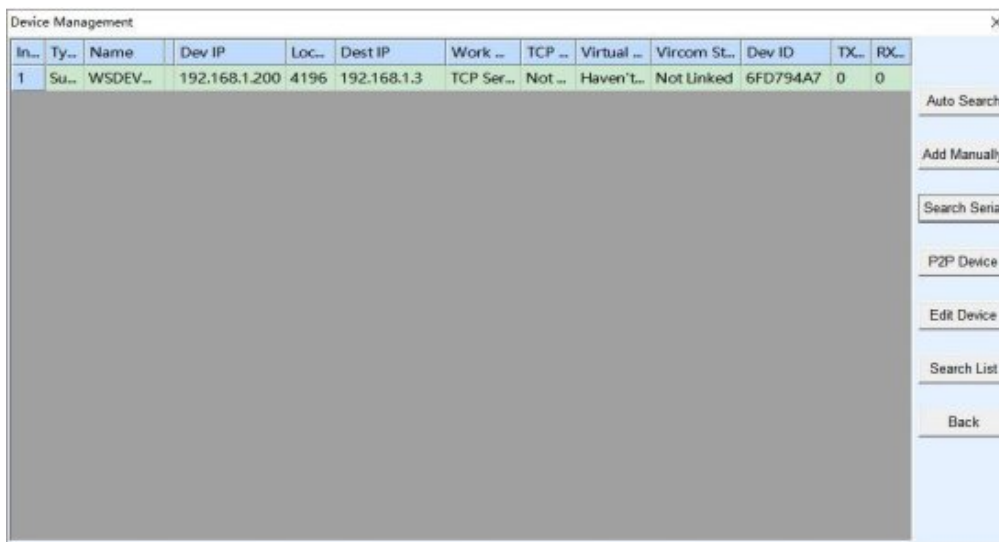 Device Management
In... Ty... Name Dev IP Loc... Dest IP Work ... TCP ... Virtual ... Vircom St... Dev ID TX... RX...
1 Su... WSDEV... 192.168.1.200 4196 192.168.1.3 TCP Ser... Not ... Haven't... Not Linked 6FD794A7 0 0
Auto Search
Add Manually
Search Seria
P2P Device
Edit Device
Search List
Back